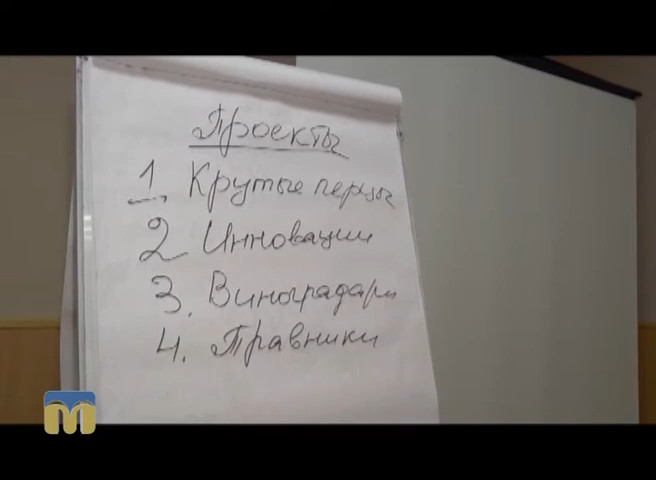 Проекты
1. Крутые перцы
2 Инновации
3. Виноградари
4. Травники
M